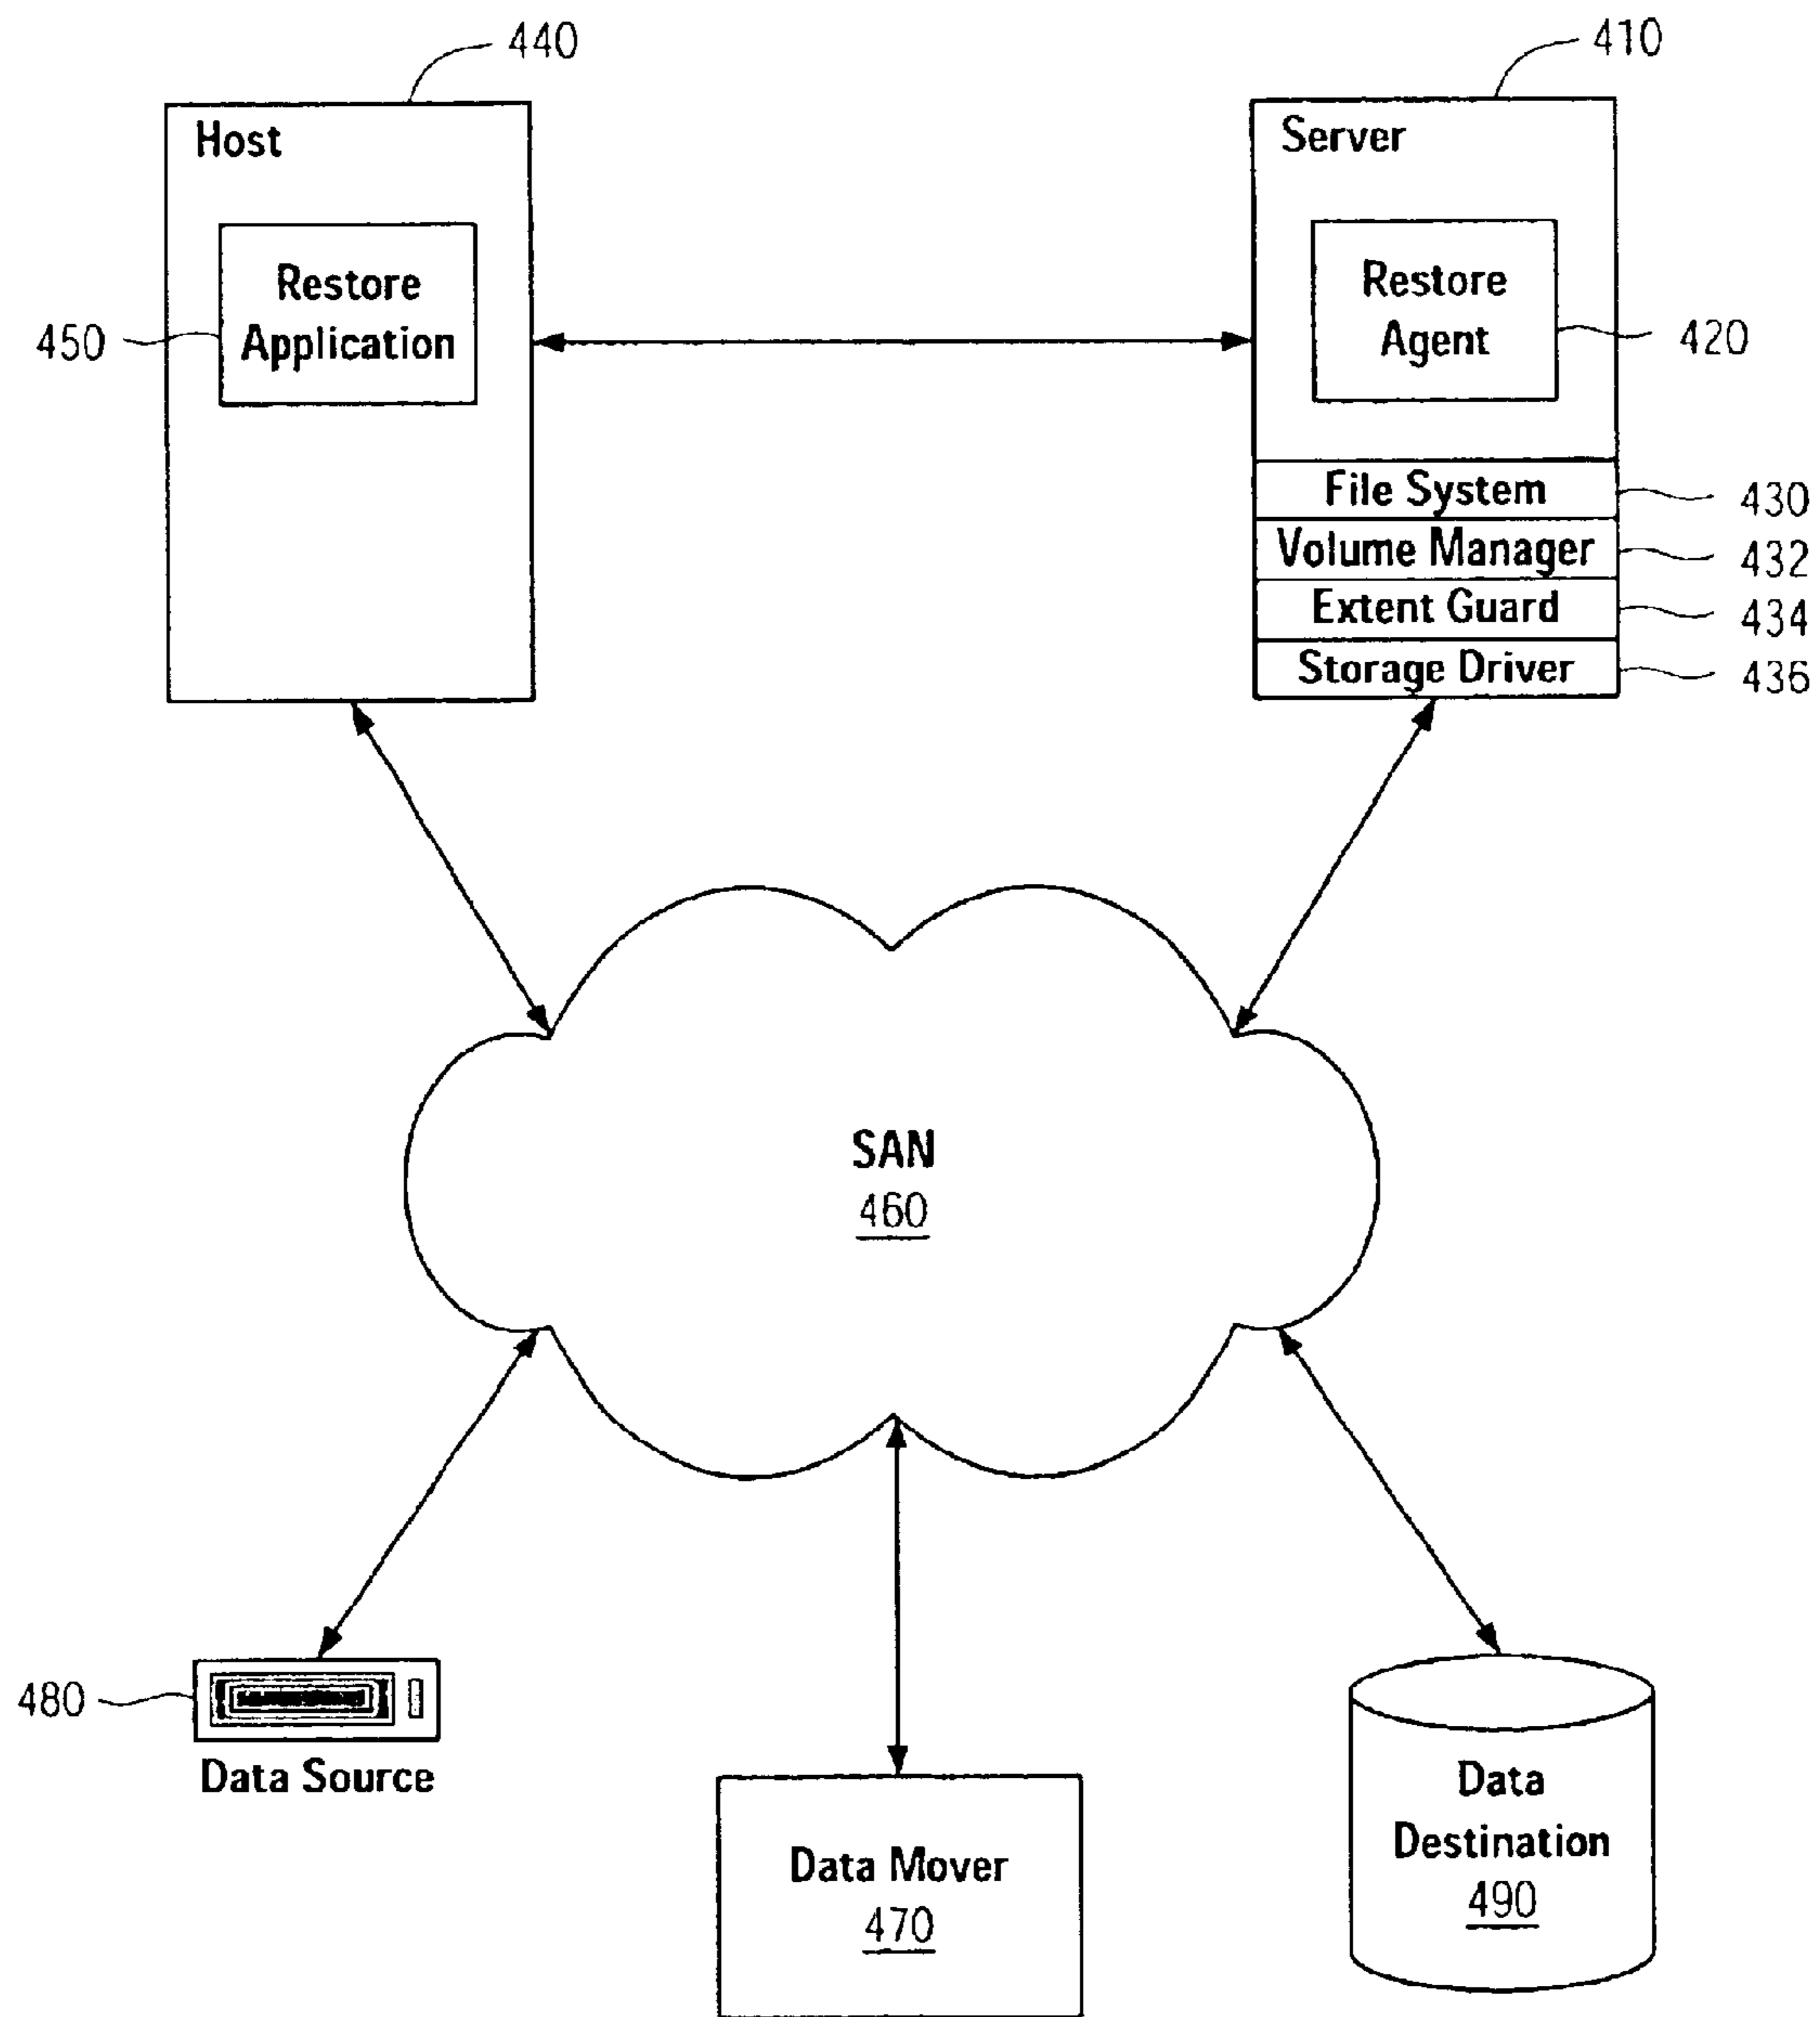 440
410
Host
Server
Restore
Application
450
Restore
Agent
420
File System
430
Volume Manager
432
Extent Guard
434
Storage Driver
436
SAN
460
480
Data Source
Data Mover
470
Data
Destination
490